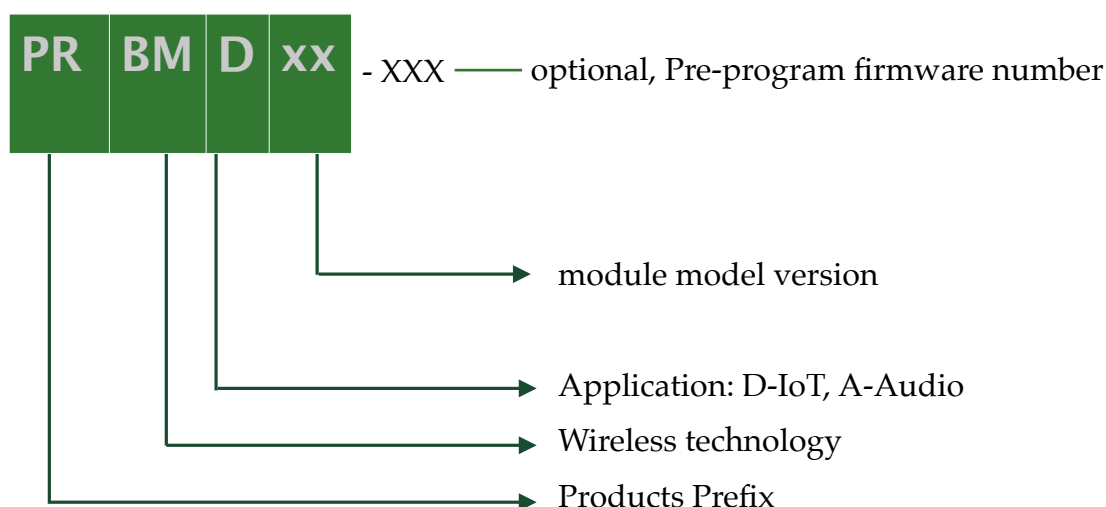 PR BM D xx - XXX optional, Pre-program firmware number
module model version
Application: D-IoT, A-Audio
Wireless technology
Products Prefix